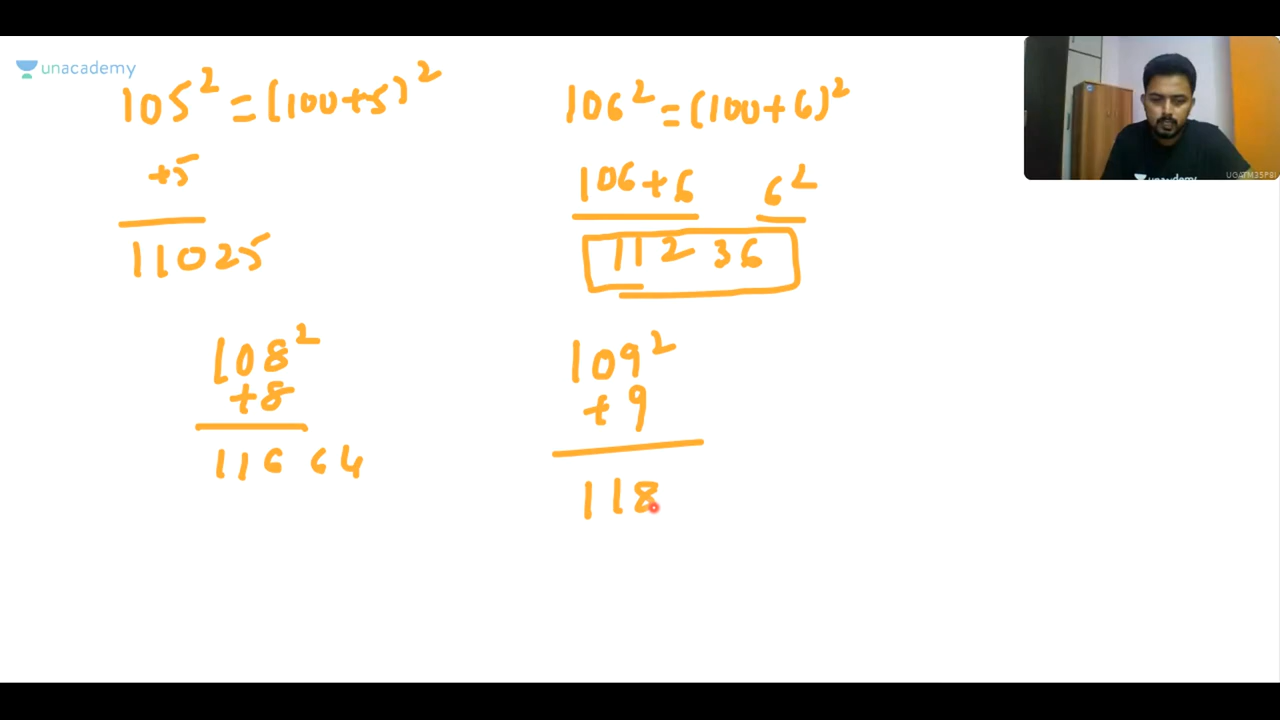 unacademy
105² = (100+5)²
+5
11025
106² = (100+6)²
106+6 6²
112 36
108²
+8
116 64
109²
+9
118
unacademy